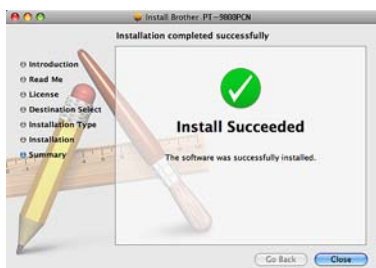 Install Brother PT-9800PCN
Installation completed successfully
Introduction
Read Me
License
Destination Select
Installation Type
Installation
Summary
Install Succeeded
The software was successfully installed.
Go Back
Close